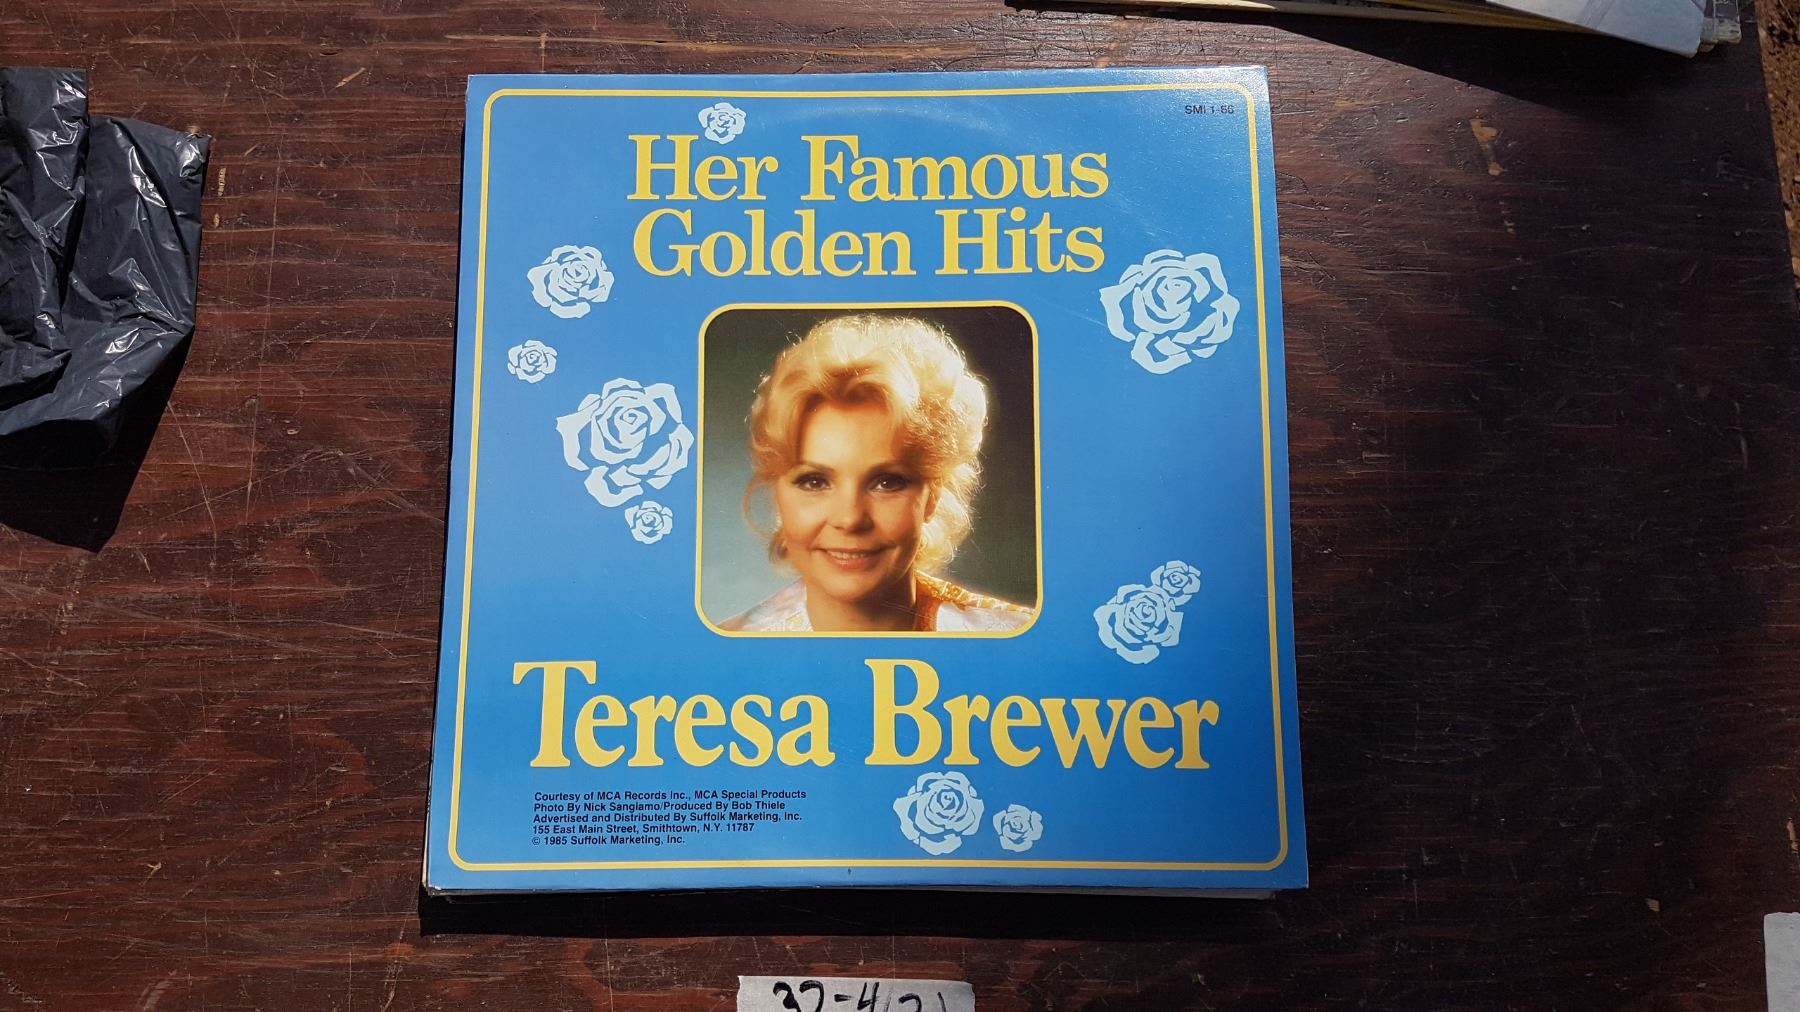 SMI 1-56
Her Famous
Golden Hits
Teresa Brewer
Courtesy of MCA Records Inc., MCA Special Products
Photo By Nick Sangiamo/Produced By Bob Thiele
Advertised and Distributed By Suffolk Marketing, Inc.
155 East Main Street, Smithtown, N.Y. 11787
© 1985 Suffolk Marketing, Inc.